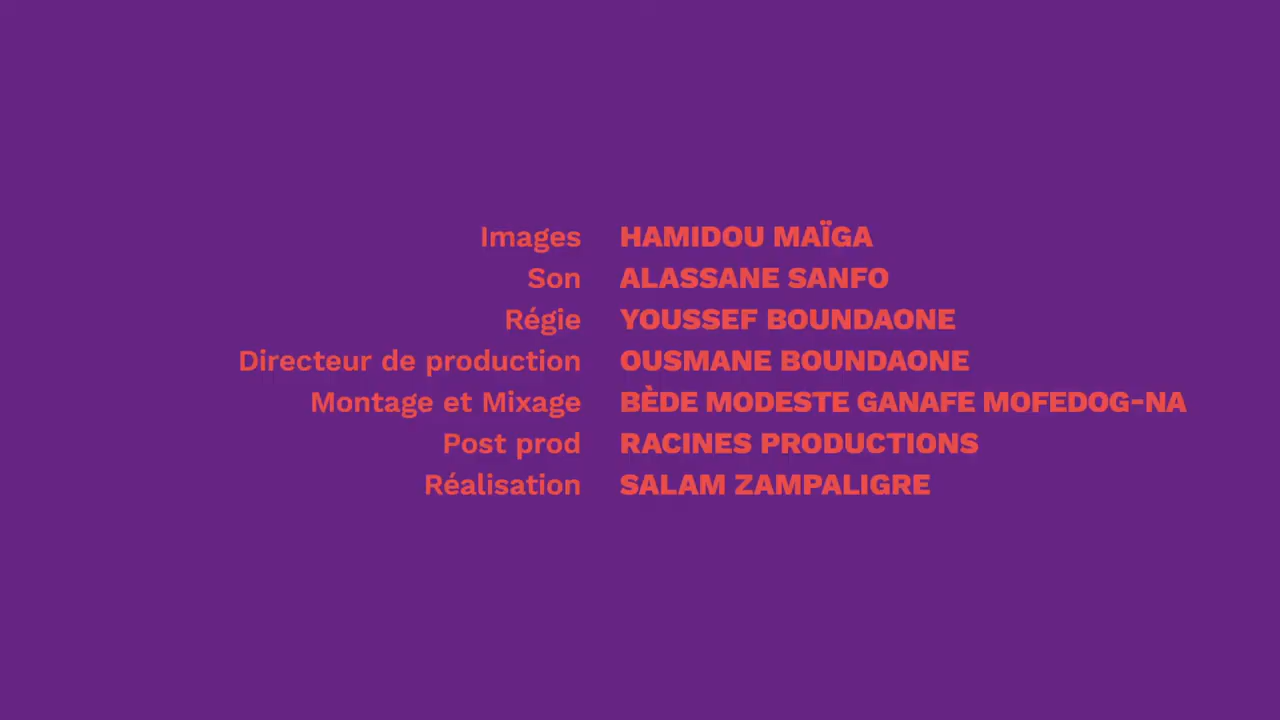 Images HAMIDOU MAÏGA
Son ALASSANE SANFO
Régie YOUSSEF BOUNDAONE
Directeur de production OUSMANE BOUNDAONE
Montage et Mixage BÈDE MODESTE GANAFE MOFEDOG-NA
Post prod RACINES PRODUCTIONS
Réalisation SALAM ZAMPALIGRE